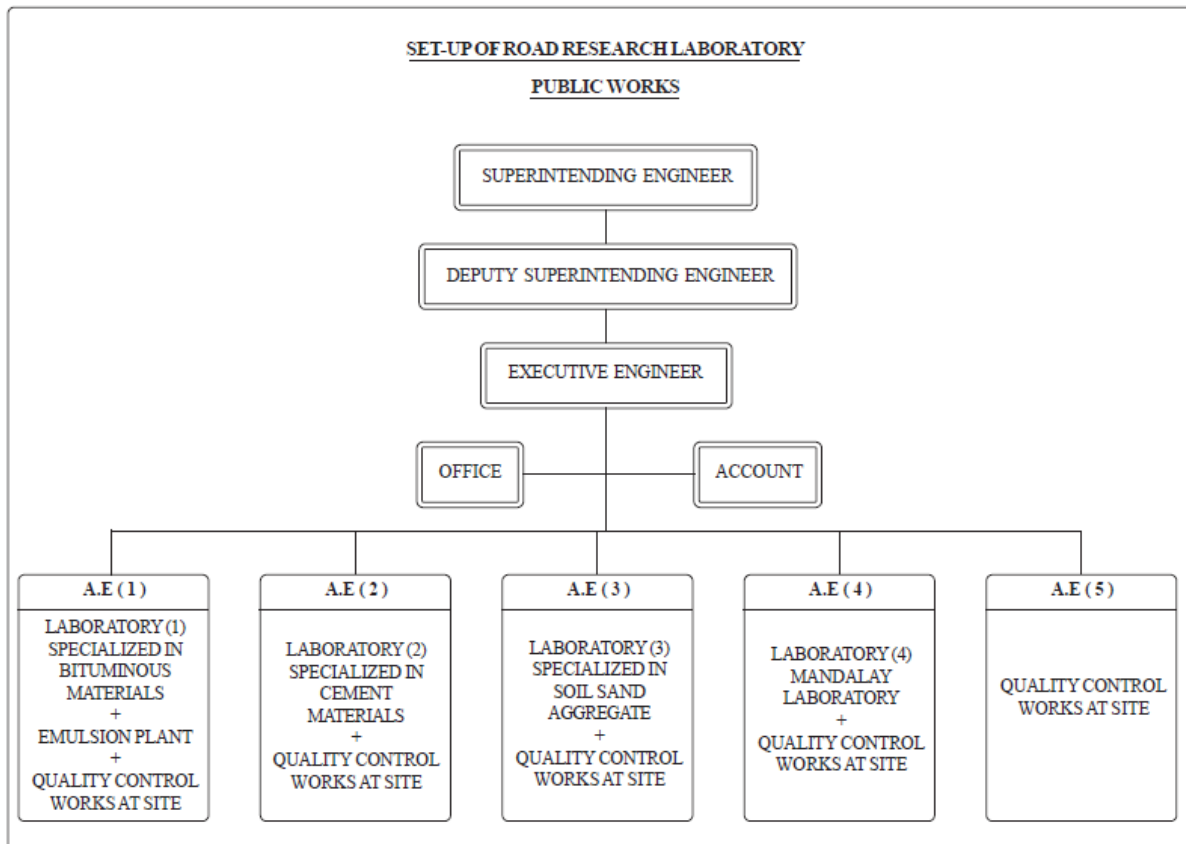 SET-UP OF ROAD RESEARCH LABORATORY
PUBLIC WORKS
SUPERINTENDING ENGINEER
DEPUTY SUPERINTENDING ENGINEER
EXECUTIVE ENGINEER
OFFICE
ACCOUNT
A.E ( 1 )
LABORATORY (1)
SPECIALIZED IN
BITUMINOUS
MATERIALS
+
EMULSION PLANT
+
QUALITY CONTROL
WORKS AT SITE
A.E ( 2 )
LABORATORY (2)
SPECIALIZED IN
CEMENT
MATERIALS
+
QUALITY CONTROL
WORKS AT SITE
A.E ( 3 )
LABORATORY (3)
SPECIALIZED IN
SOIL SAND
AGGREGATE
+
QUALITY CONTROL
WORKS AT SITE
A.E ( 4 )
LABORATORY (4)
MANDALAY
LABORATORY
+
QUALITY CONTROL
WORKS AT SITE
A.E ( 5 )
QUALITY CONTROL
WORKS AT SITE